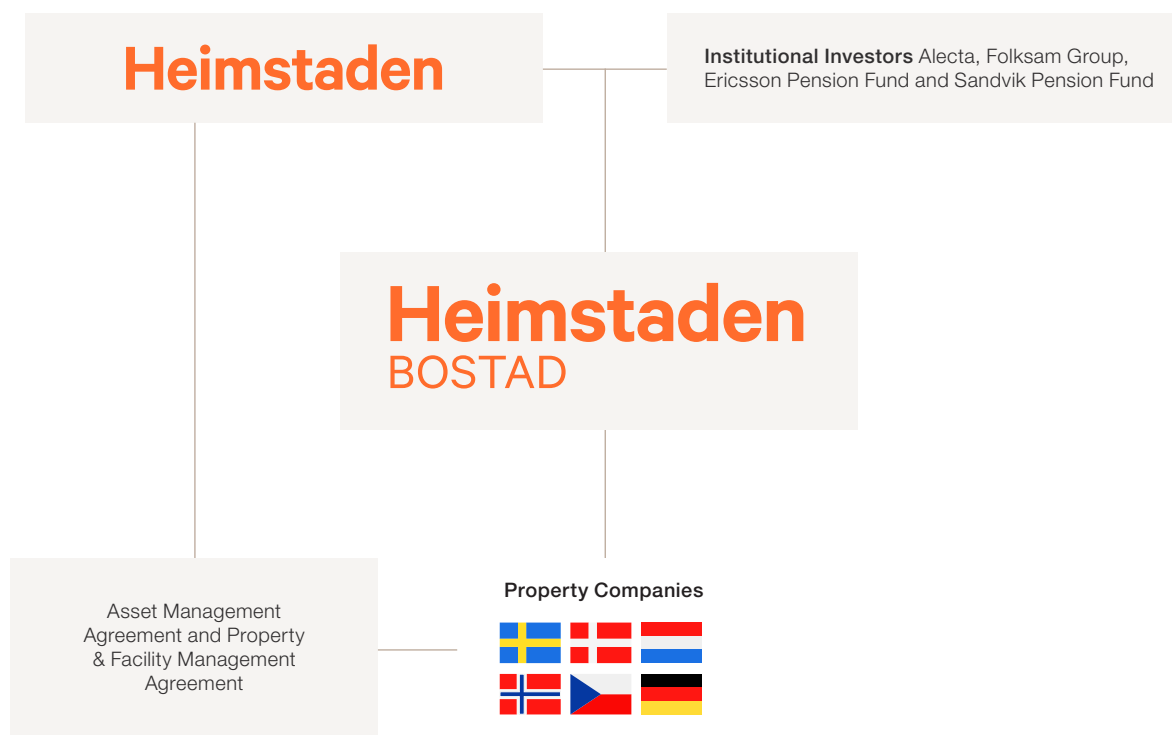 Heimstaden
Institutional Investors Alecta, Folksam Group,
Ericsson Pension Fund and Sandvik Pension Fund
Heimstaden
BOSTAD
Asset Management
Agreement and Property
& Facility Management
Agreement
Property Companies